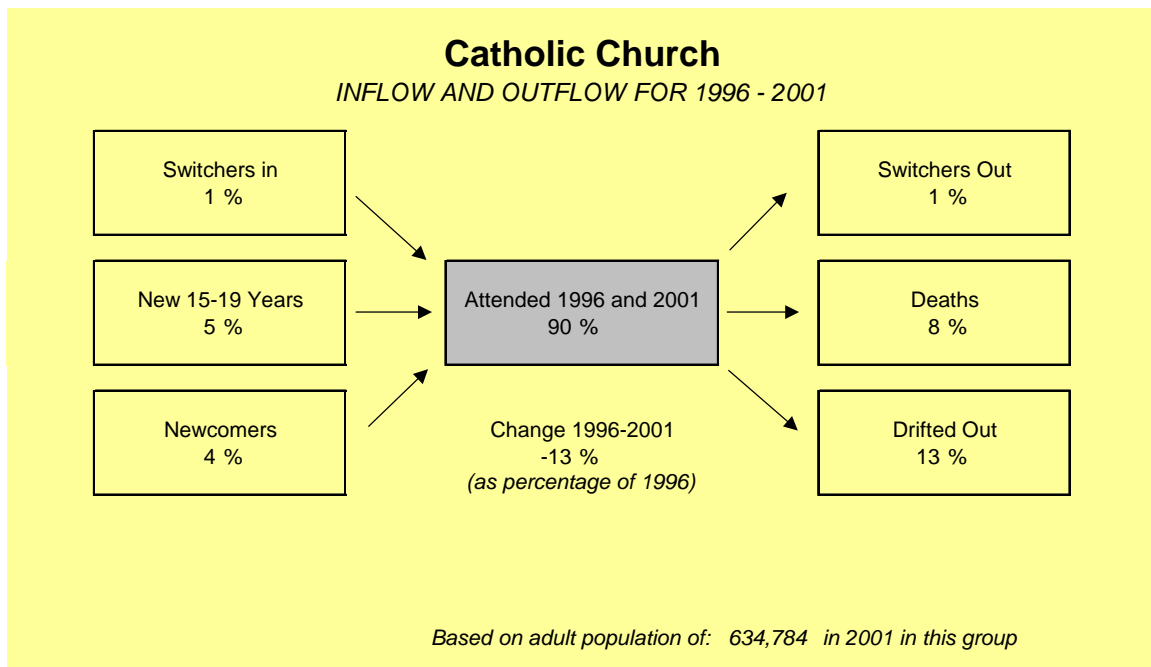 Catholic Church
INFLOW AND OUTFLOW FOR 1996 - 2001
Switchers in
1 %
Switchers Out
1 %
New 15-19 Years
5 %
Attended 1996 and 2001
90 %
Deaths
8 %
Newcomers
4 %
Change 1996-2001
-13 %
(as percentage of 1996)
Drifted Out
13 %
Based on adult population of: 634,784 in 2001 in this group